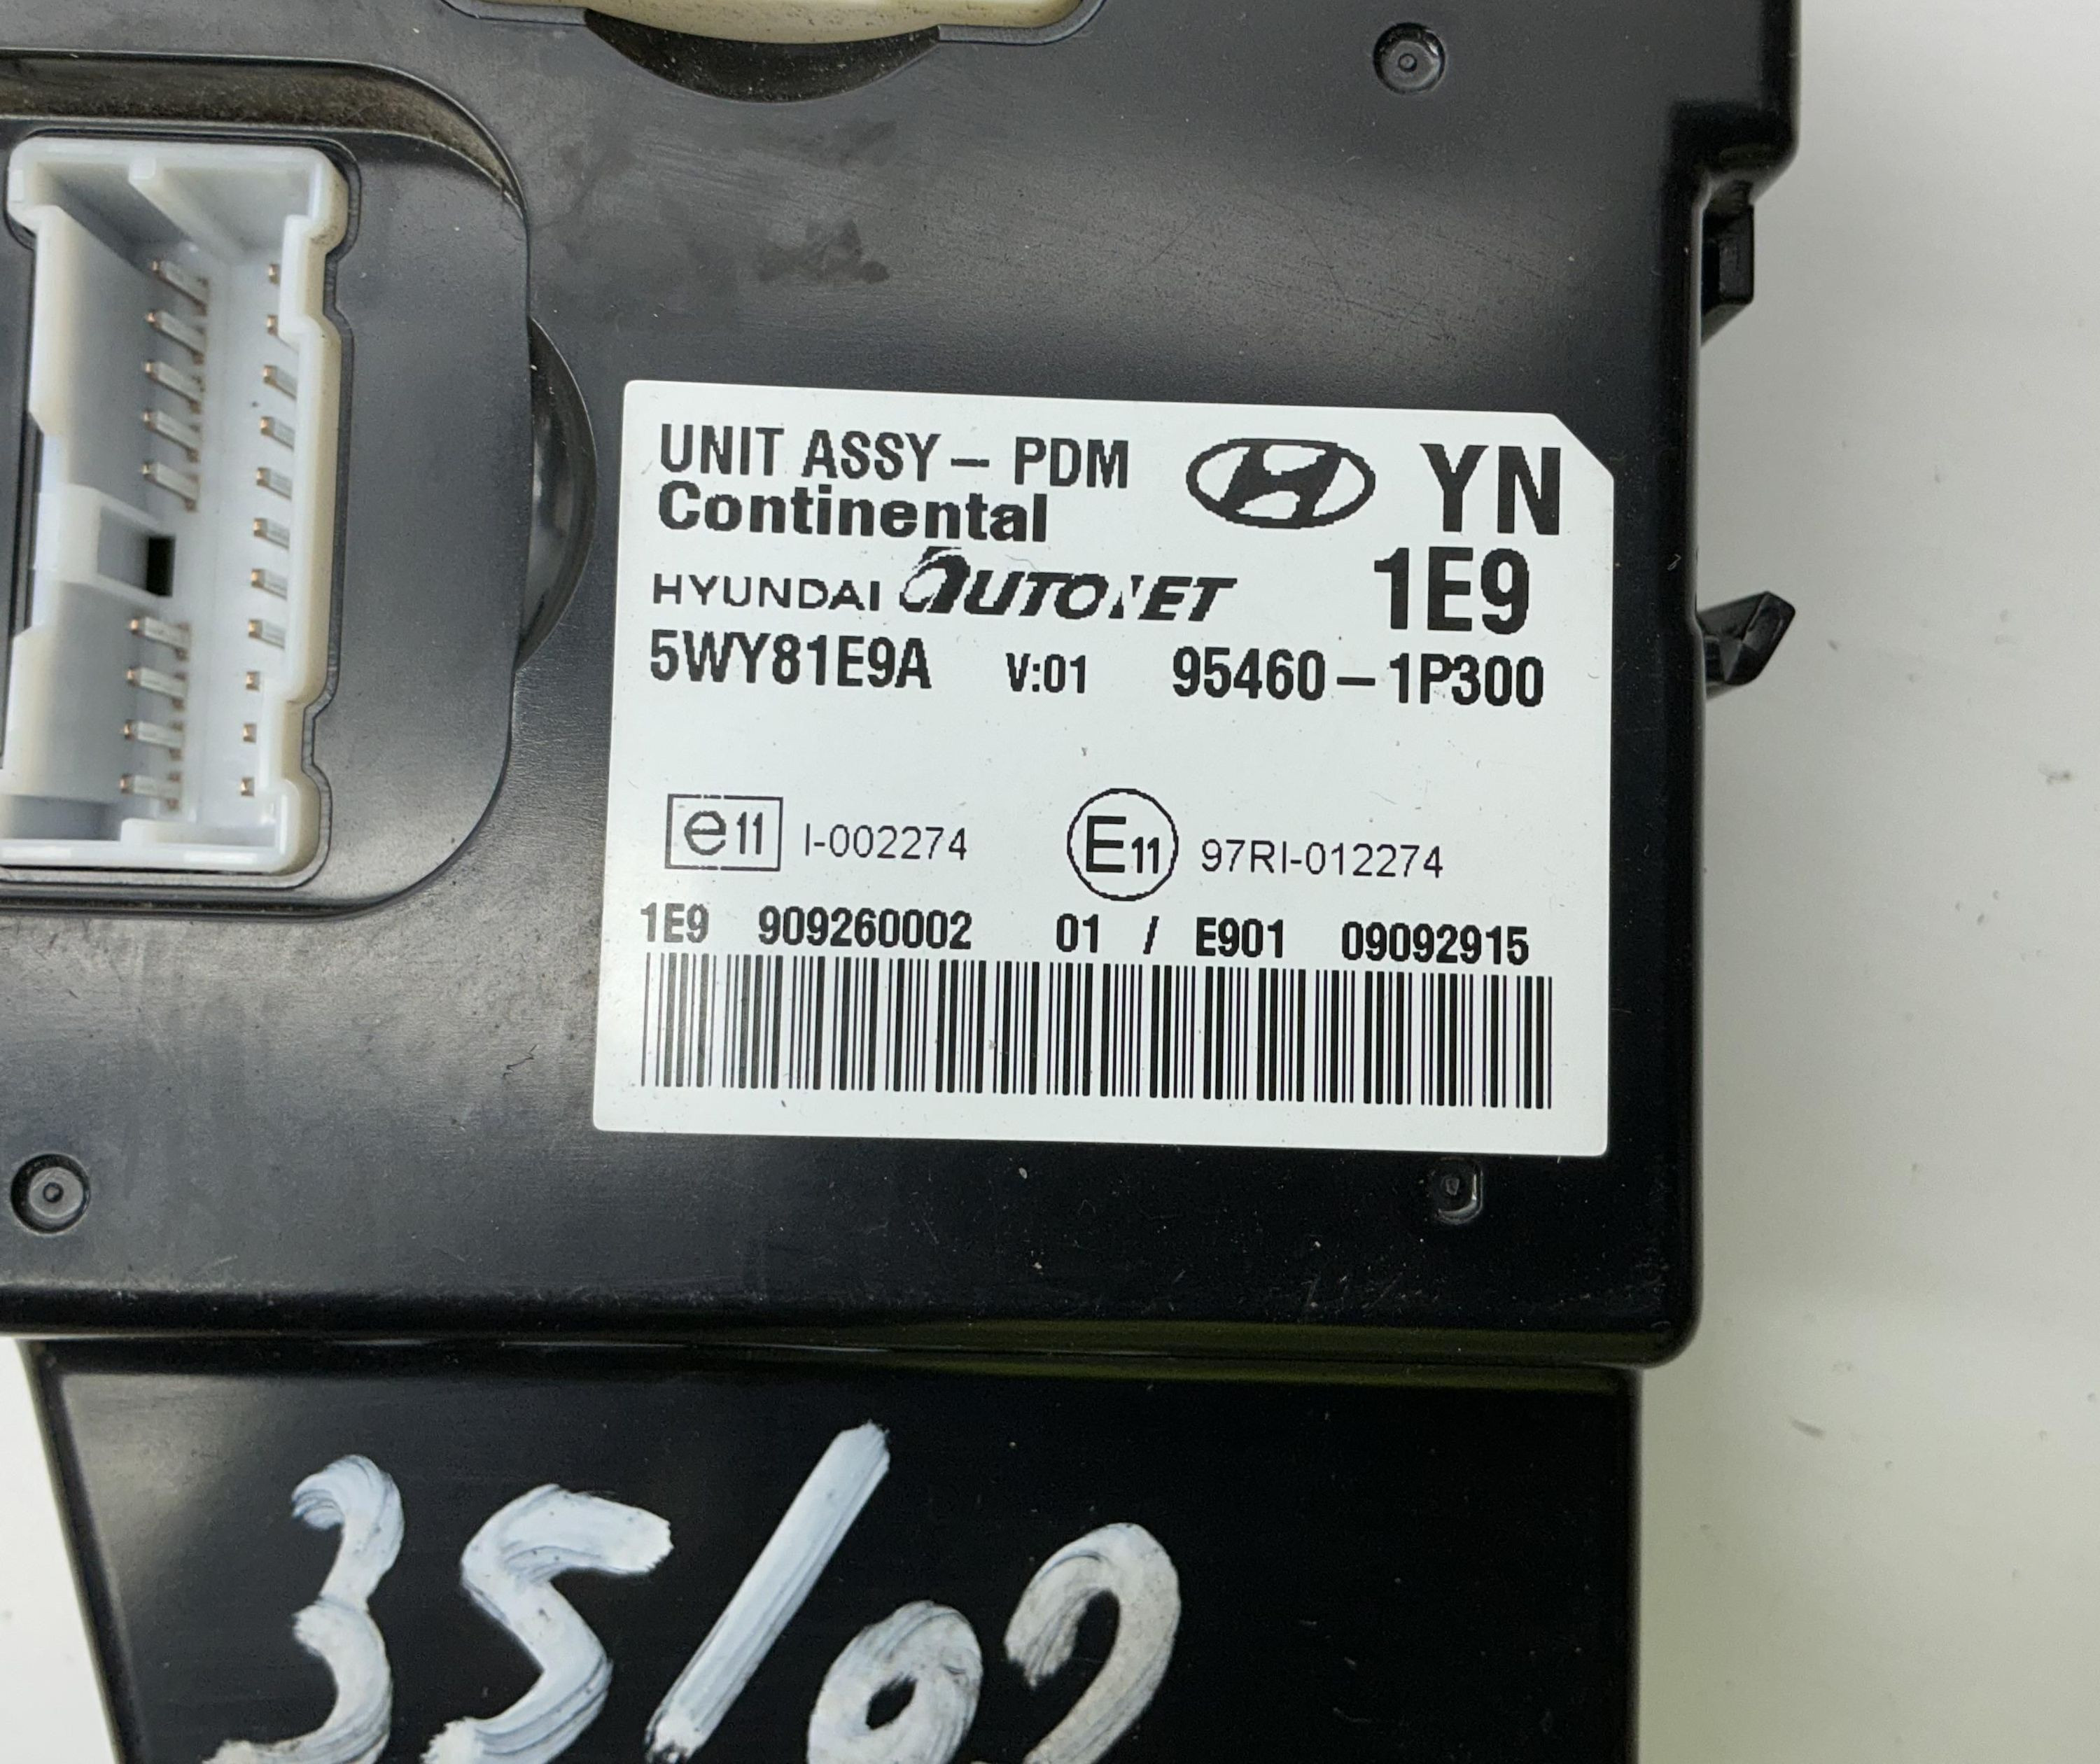 UNIT ASSY – PDM YN
Continental
HYUNDAI AUTONET 1E9
5WY81E9A V:01 95460–1P300
e11 I-002274 E11 97RI-012274
1E9 909260002 01 / E901 09092915
35/02